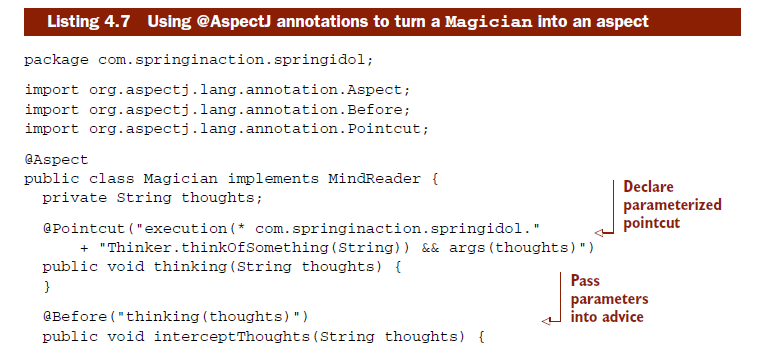 Listing 4.7 Using @AspectJ annotations to turn a Magician into an aspect
package com.springinaction.springidol;
import org.aspectj.lang.annotation.Aspect;
import org.aspectj.lang.annotation.Before;
import org.aspectj.lang.annotation.Pointcut;
@Aspect
public class Magician implements MindReader {
private String thoughts;
Declare
parameterized
pointcut
@Pointcut("execution(* com.springinaction.springidol."
+ "Thinker.thinkOfSomething(String)) && args(thoughts)")
public void thinking(String thoughts) {
}
Pass
parameters
into advice
@Before("thinking(thoughts)")
public void interceptThoughts(String thoughts) {